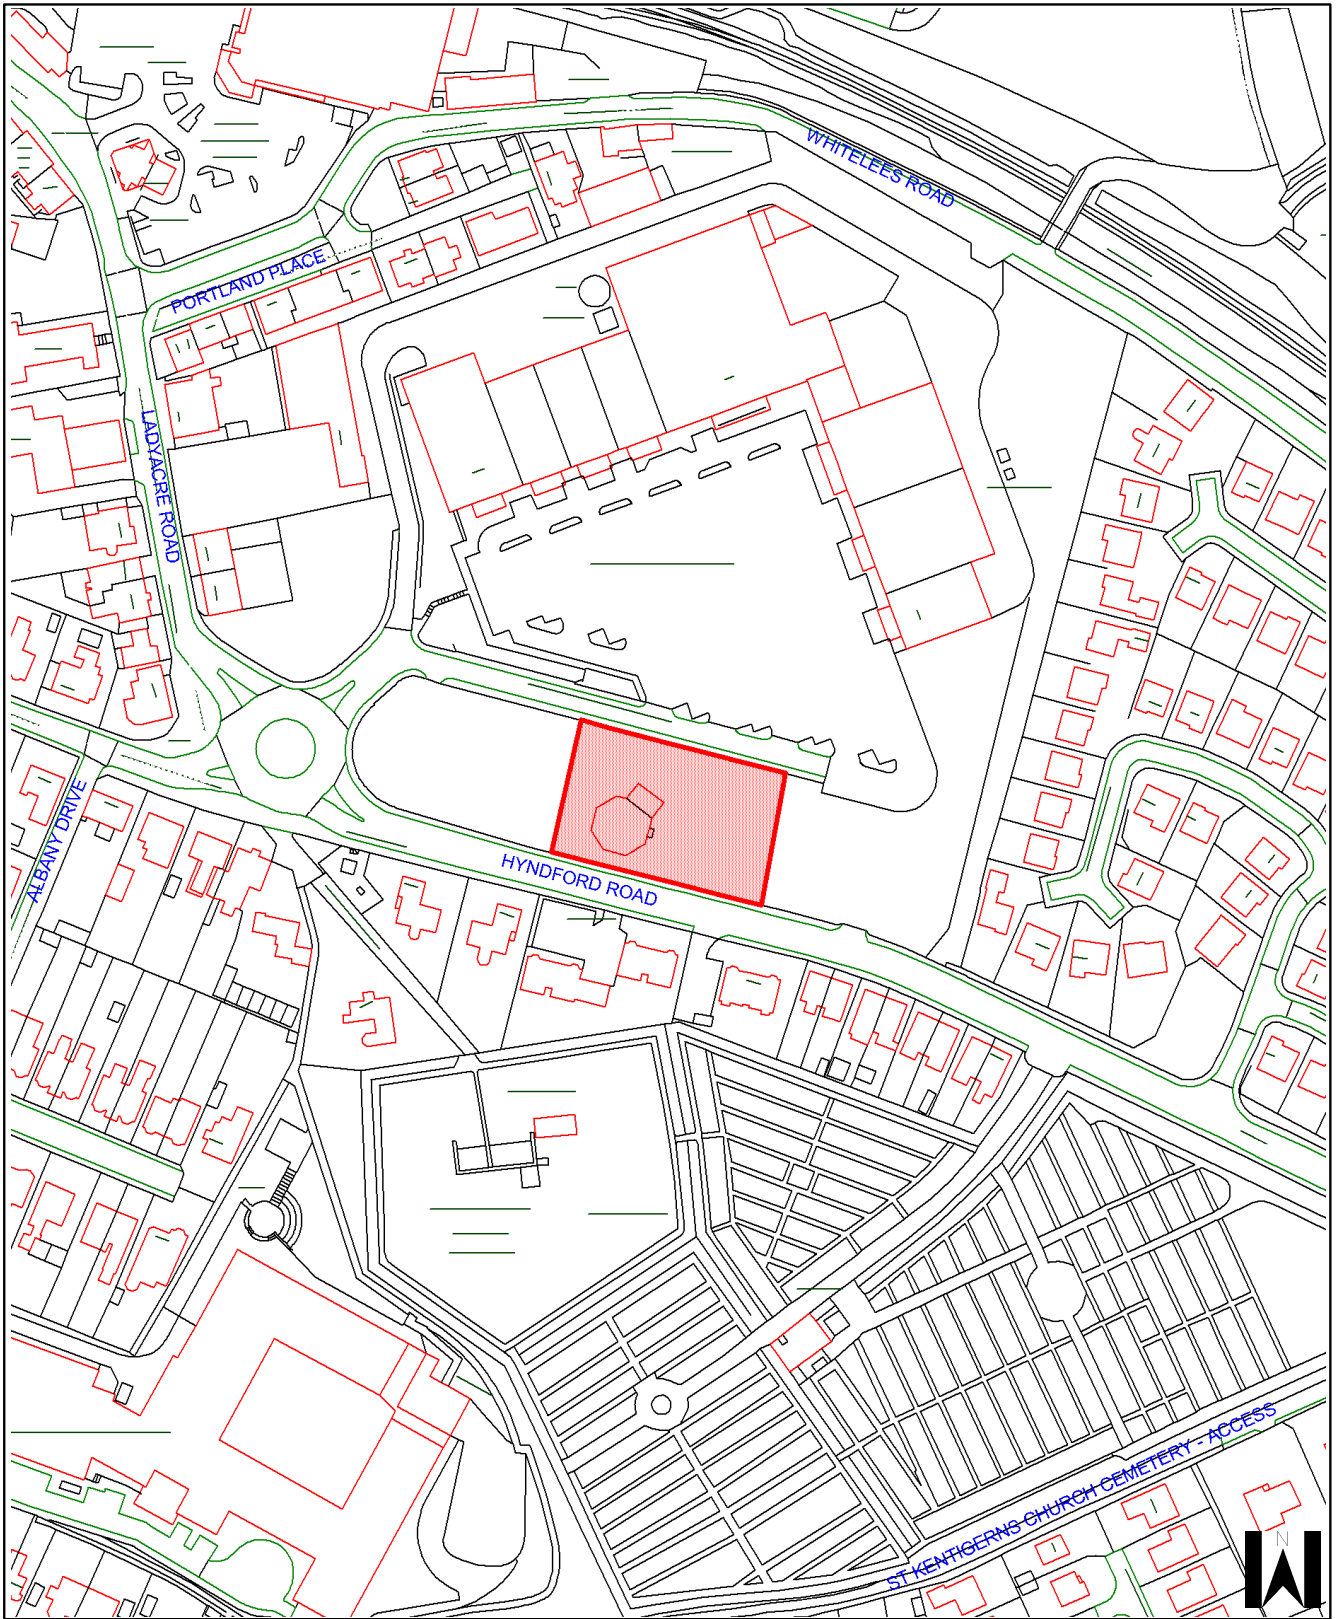 WHITELEES ROAD
PORTLAND PLACE
LADYACRE ROAD
ALBANY DRIVE
HYNDFORD ROAD
ST KENTIGERNS CHURCH CEMETERY - ACCESS
N